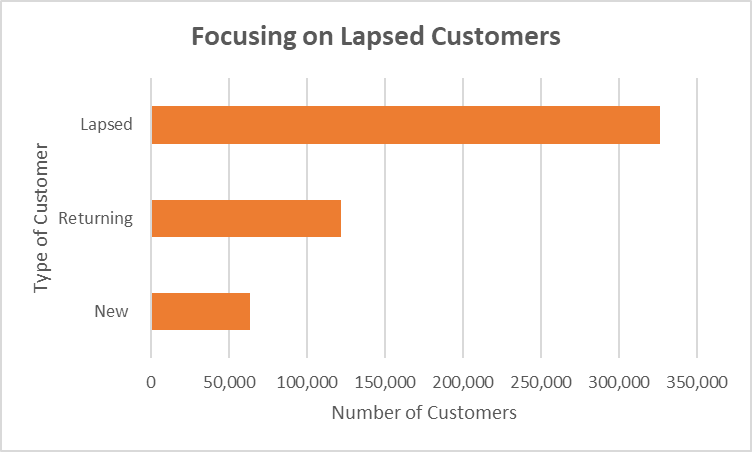 Focusing on Lapsed Customers
Type of Customer
Lapsed
Returning
New
0 50,000 100,000 150,000 200,000 250,000 300,000 350,000
Number of Customers